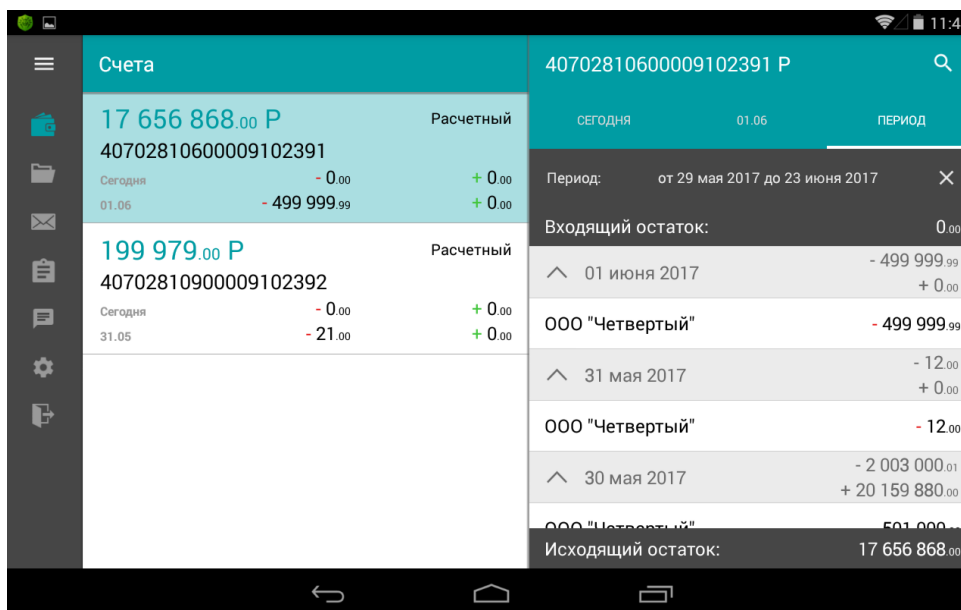 11:4
Счета
17 656 868.00 Р
Расчетный
40702810600009102391
Сегодня - 0.00 + 0.00
01.06 - 499 999.99 + 0.00
199 979.00 Р
Расчетный
40702810900009102392
Сегодня - 0.00 + 0.00
31.05 - 21.00 + 0.00
40702810600009102391 Р
СЕГОДНЯ 01.06 ПЕРИОД
Период: от 29 мая 2017 до 23 июня 2017
Входящий остаток: 0.00
01 июня 2017 - 499 999.99
+ 0.00
ООО "Четвертый" - 499 999.99
31 мая 2017 - 12.00
+ 0.00
ООО "Четвертый" - 12.00
30 мая 2017 - 2 003 000.01
+ 20 159 880.00
ООО "Четвертый"
Исходящий остаток: 17 656 868.00